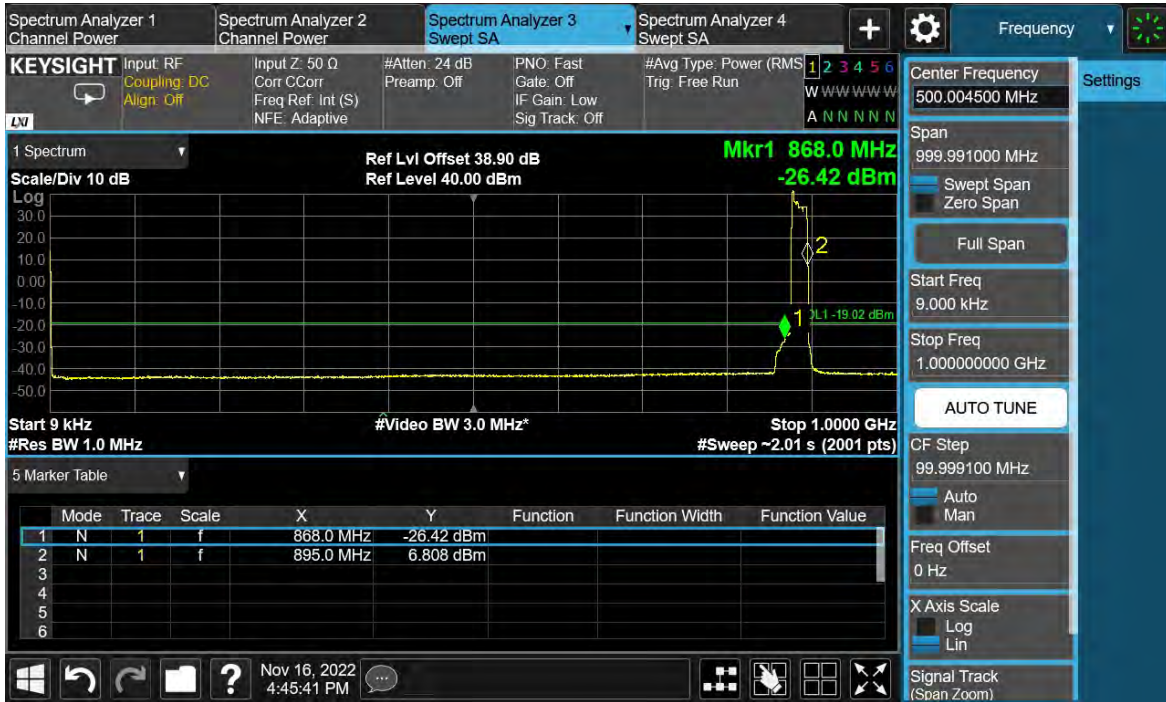 Spectrum Analyzer 1
Channel Power
Spectrum Analyzer 2
Channel Power
Spectrum Analyzer 3
Swept SA
Spectrum Analyzer 4
Swept SA
+
Frequency
KEYSIGHT
LXI
Input: RF
Coupling: DC
Align: Off
Input Z: 50 Ω
Corr CCorr
Freq Ref: Int (S)
NFE: Adaptive
#Atten: 24 dB
Preamp: Off
PNO: Fast
Gate: Off
IF Gain: Low
Sig Track: Off
#Avg Type: Power (RMS
Trig: Free Run
1 2 3 4 5 6
W W W W W W
A N N N N N
1 Spectrum
Scale/Div 10 dB
Ref Lvl Offset 38.90 dB
Ref Level 40.00 dBm
Mkr1 868.0 MHz
-26.42 dBm
Log
30.0
20.0
10.0
0.00
-10.0
-20.0
-30.0
-40.0
-50.0
2
1
DL1 -19.02 dBm
Start 9 kHz
#Res BW 1.0 MHz
#Video BW 3.0 MHz*
Stop 1.0000 GHz
#Sweep ~2.01 s (2001 pts)
5 Marker Table
Mode Trace Scale X Y Function Function Width Function Value
1 N 1 f 868.0 MHz -26.42 dBm
2 N 1 f 895.0 MHz 6.808 dBm
3
4
5
6
?
Nov 16, 2022
4:45:41 PM
Center Frequency
500.004500 MHz
Settings
Span
999.991000 MHz
Swept Span
Zero Span
Full Span
Start Freq
9.000 kHz
Stop Freq
1.000000000 GHz
AUTO TUNE
CF Step
99.999100 MHz
Auto
Man
Freq Offset
0 Hz
X Axis Scale
Log
Lin
Signal Track
(Span Zoom)